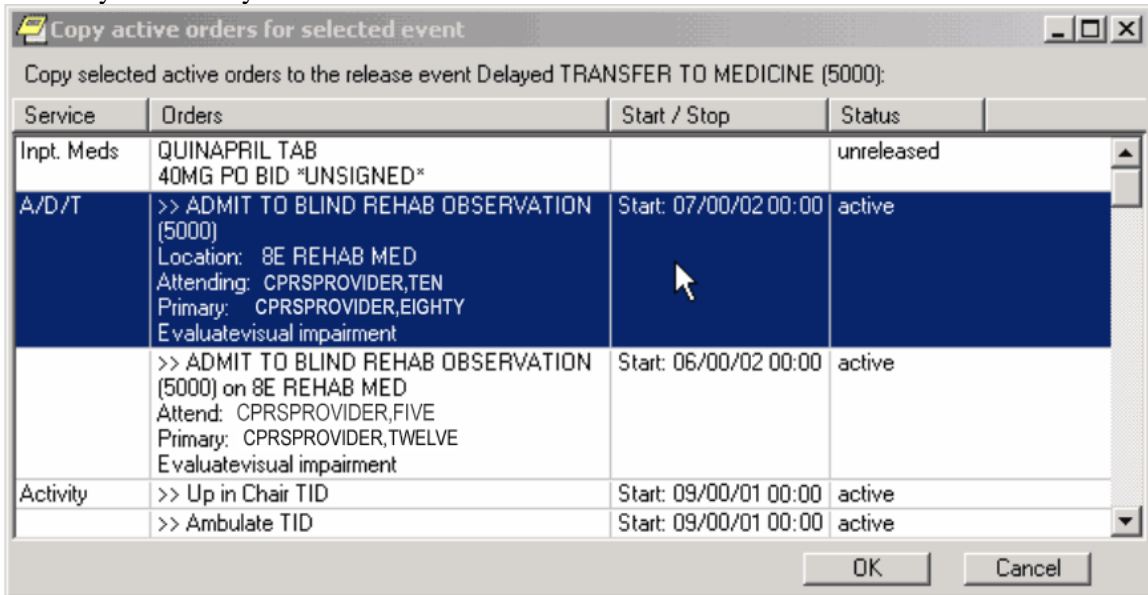 Copy active orders for selected event
Copy selected active orders to the release event Delayed TRANSFER TO MEDICINE (5000):
Service Orders Start / Stop Status
Inpt. Meds QUINAPRIL TAB unreleased
40MG PO BID *UNSIGNED*
A/D/T >> ADMIT TO BLIND REHAB OBSERVATION Start: 07/00/02 00:00 active
(5000)
Location: 8E REHAB MED
Attending: CPRSPROVIDER,TEN
Primary: CPRSPROVIDER,EIGHTY
Evaluatevisual impairment
>> ADMIT TO BLIND REHAB OBSERVATION Start: 06/00/02 00:00 active
(5000) on 8E REHAB MED
Attend: CPRSPROVIDER,FIVE
Primary: CPRSPROVIDER,TWELVE
Evaluatevisual impairment
Activity >> Up in Chair TID Start: 09/00/01 00:00 active
>> Ambulate TID Start: 09/00/01 00:00 active
OK Cancel